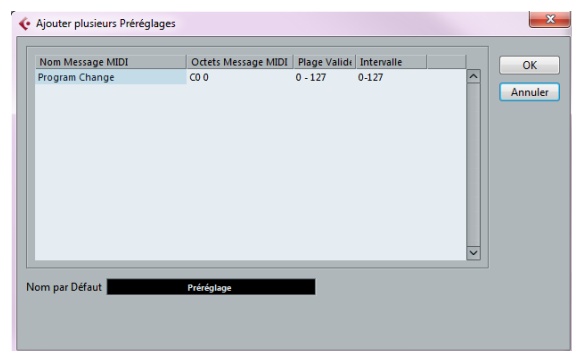 Ajouter plusieurs Préréglages
Nom Message MIDI Octets Message MIDI Plage Valide Intervalle
Program Change C0 0 0 - 127 0-127
OK
Annuler
Nom par Défaut Préréglage